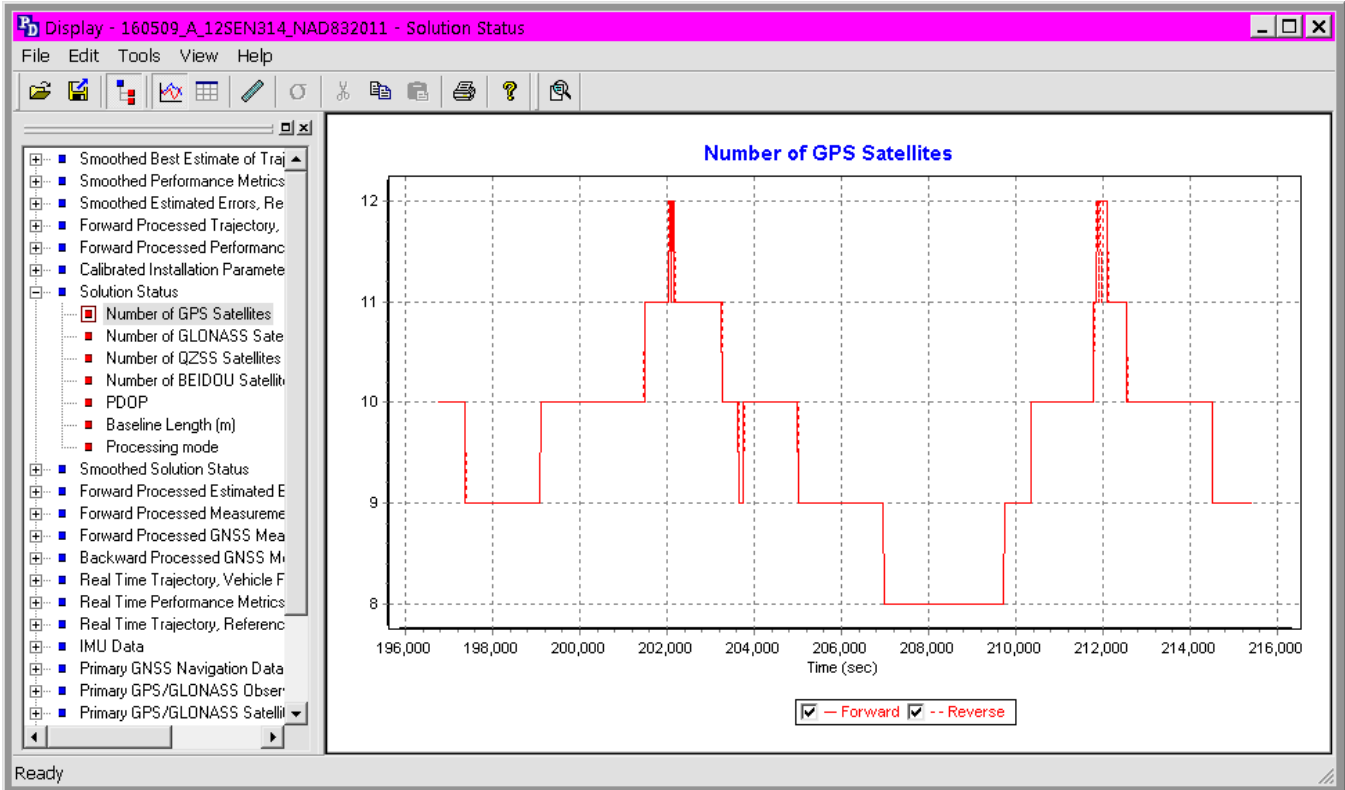 Display - 160509_A_12SEN314_NAD832011 - Solution Status
File Edit Tools View Help
Smoothed Best Estimate of Traj
Smoothed Performance Metrics
Smoothed Estimated Errors, Re
Forward Processed Trajectory,
Forward Processed Performanc
Calibrated Installation Paramete
Solution Status
Number of GPS Satellites
Number of GLONASS Sate
Number of QZSS Satellites
Number of BEIDOU Satellit
PDOP
Baseline Length (m)
Processing mode
Smoothed Solution Status
Forward Processed Estimated E
Forward Processed Measureme
Forward Processed GNSS Mea
Backward Processed GNSS M
Real Time Trajectory, Vehicle F
Real Time Performance Metrics
Real Time Trajectory, Referenc
IMU Data
Primary GNSS Navigation Data
Primary GPS/GLONASS Obser
Primary GPS/GLONASS Satellit
Number of GPS Satellites
12
11
10
9
8
196,000 198,000 200,000 202,000 204,000 206,000 208,000 210,000 212,000 214,000 216,000
Time (sec)
— Forward -- Reverse
Ready